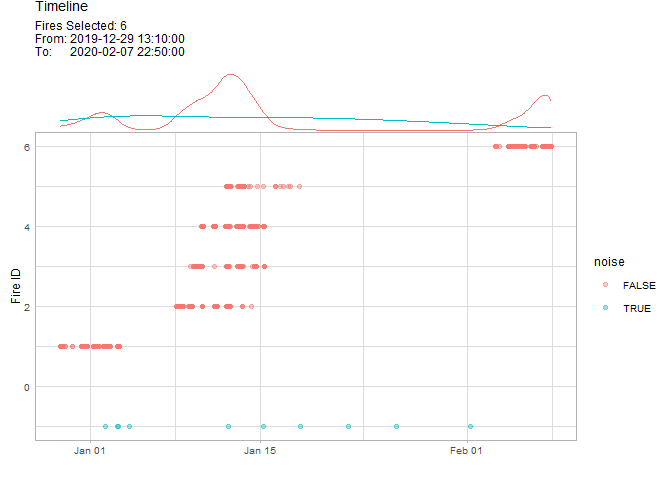 Timeline
Fires Selected: 6
From: 2019-12-29 13:10:00
To: 2020-02-07 22:50:00
6
4
2
0
Fire ID
Jan 01 Jan 15 Feb 01
noise
FALSE
TRUE